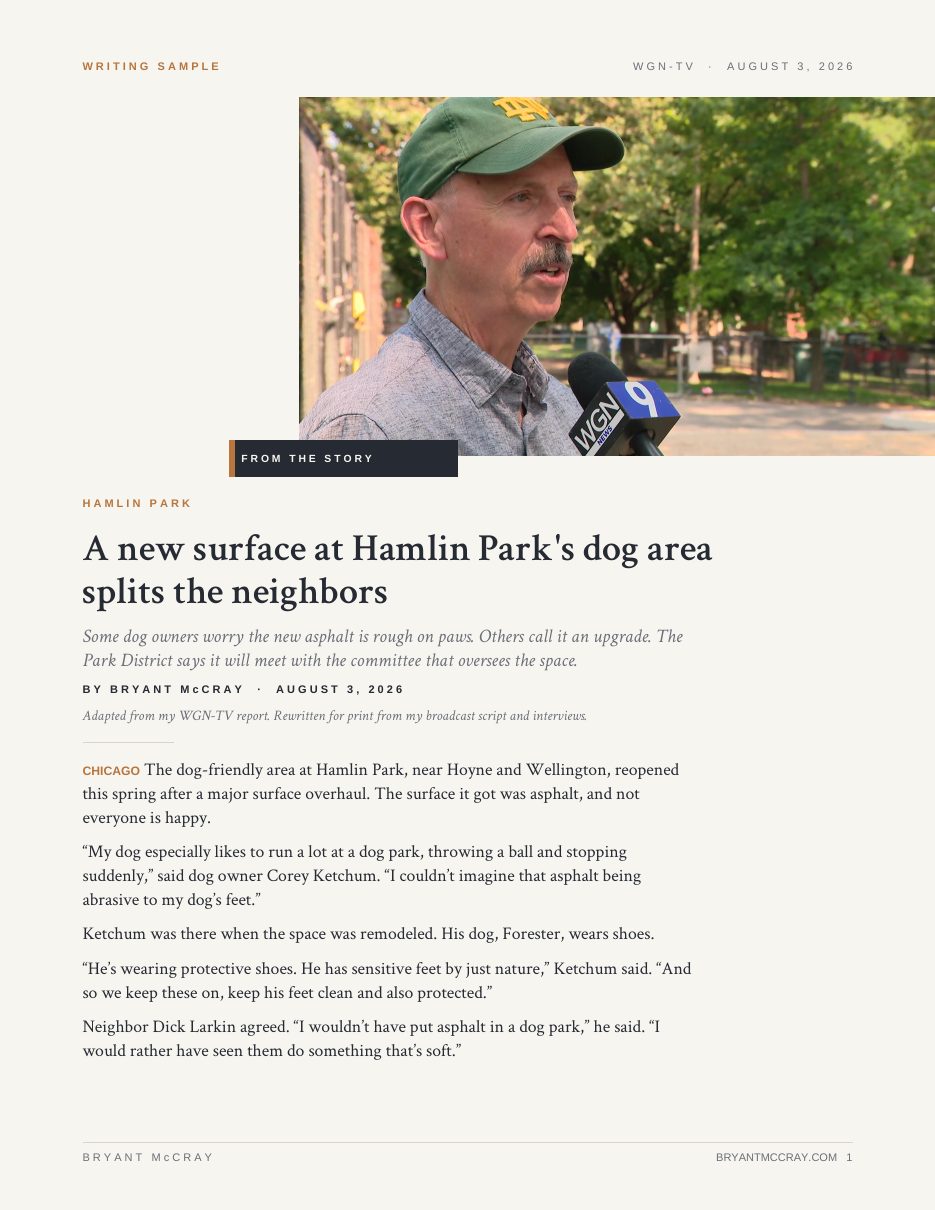 WRITING SAMPLE
WGN-TV · AUGUST 3, 2026
WGN
NEWS
9
FROM THE STORY
HAMLIN PARK
A new surface at Hamlin Park's dog area
splits the neighbors
Some dog owners worry the new asphalt is rough on paws. Others call it an upgrade. The
Park District says it will meet with the committee that oversees the space.
BY BRYANT McCRAY · AUGUST 3, 2026
Adapted from my WGN-TV report. Rewritten for print from my broadcast script and interviews.
CHICAGO The dog-friendly area at Hamlin Park, near Hoyne and Wellington, reopened
this spring after a major surface overhaul. The surface it got was asphalt, and not
everyone is happy.
“My dog especially likes to run a lot at a dog park, throwing a ball and stopping
suddenly,” said dog owner Corey Ketchum. “I couldn’t imagine that asphalt being
abrasive to my dog’s feet.”
Ketchum was there when the space was remodeled. His dog, Forester, wears shoes.
“He’s wearing protective shoes. He has sensitive feet by just nature,” Ketchum said. “And
so we keep these on, keep his feet clean and also protected.”
Neighbor Dick Larkin agreed. “I wouldn’t have put asphalt in a dog park,” he said. “I
would rather have seen them do something that’s soft.”
BRYANT McCRAY
BRYANTMCCRAY.COM 1